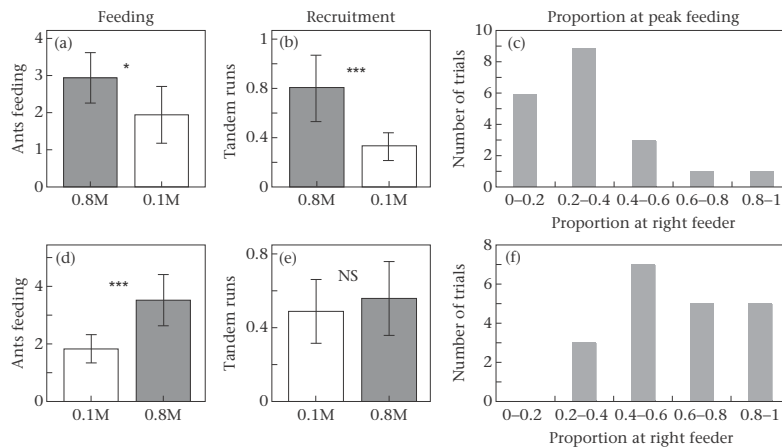 Feeding
Recruitment
Proportion at peak feeding
(a)
Ants feeding
4
3
2
1
0
*
0.8M 0.1M
(b)
Tandem runs
1
0.8
0.4
0
***
0.8M 0.1M
(c)
Number of trials
10
8
6
4
2
0
0–0.2 0.2–0.4 0.4–0.6 0.6–0.8 0.8–1
Proportion at right feeder
(d)
Ants feeding
4
2
0
***
0.1M 0.8M
(e)
Tandem runs
0.8
0.4
0
NS
0.1M 0.8M
(f)
Number of trials
8
6
4
2
0
0–0.2 0.2–0.4 0.4–0.6 0.6–0.8 0.8–1
Proportion at right feeder